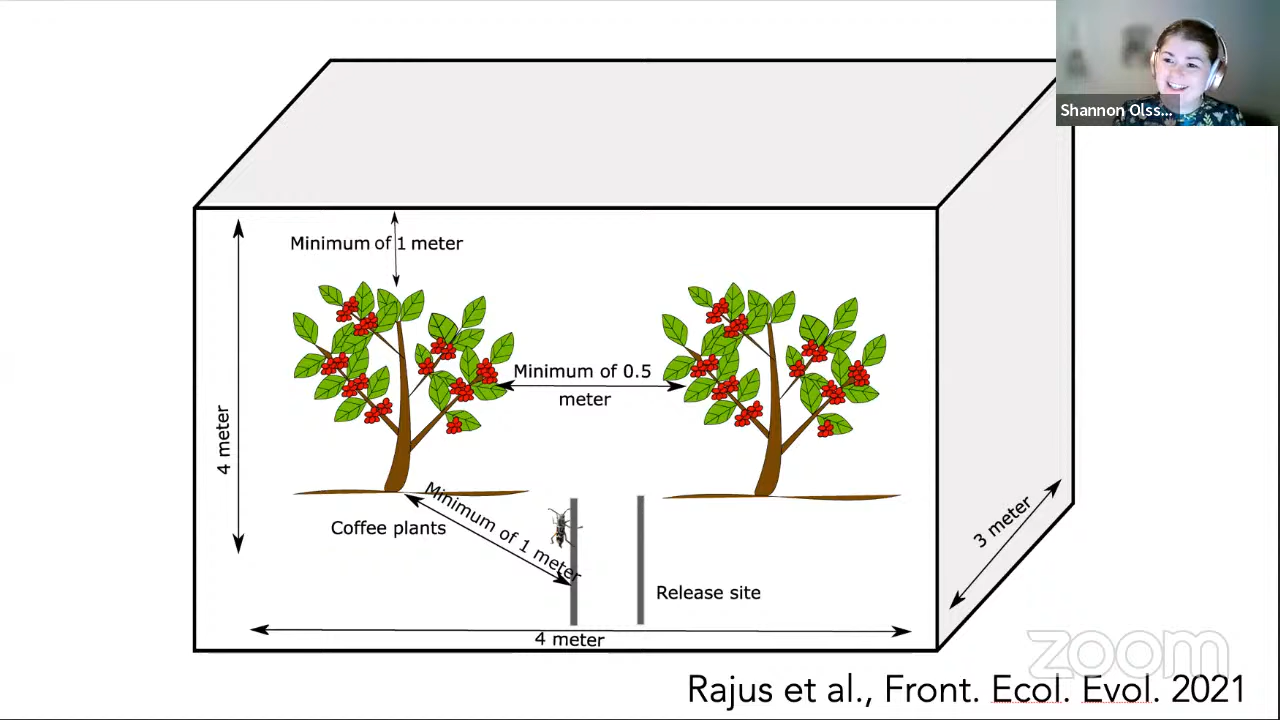 Shannon Olss...
Minimum of 1 meter
Minimum of 0.5
meter
4 meter
Minimum of 1 meter
Coffee plants
3 meter
Release site
4 meter
zoom
Rajus et al., Front. Ecol. Evol. 2021